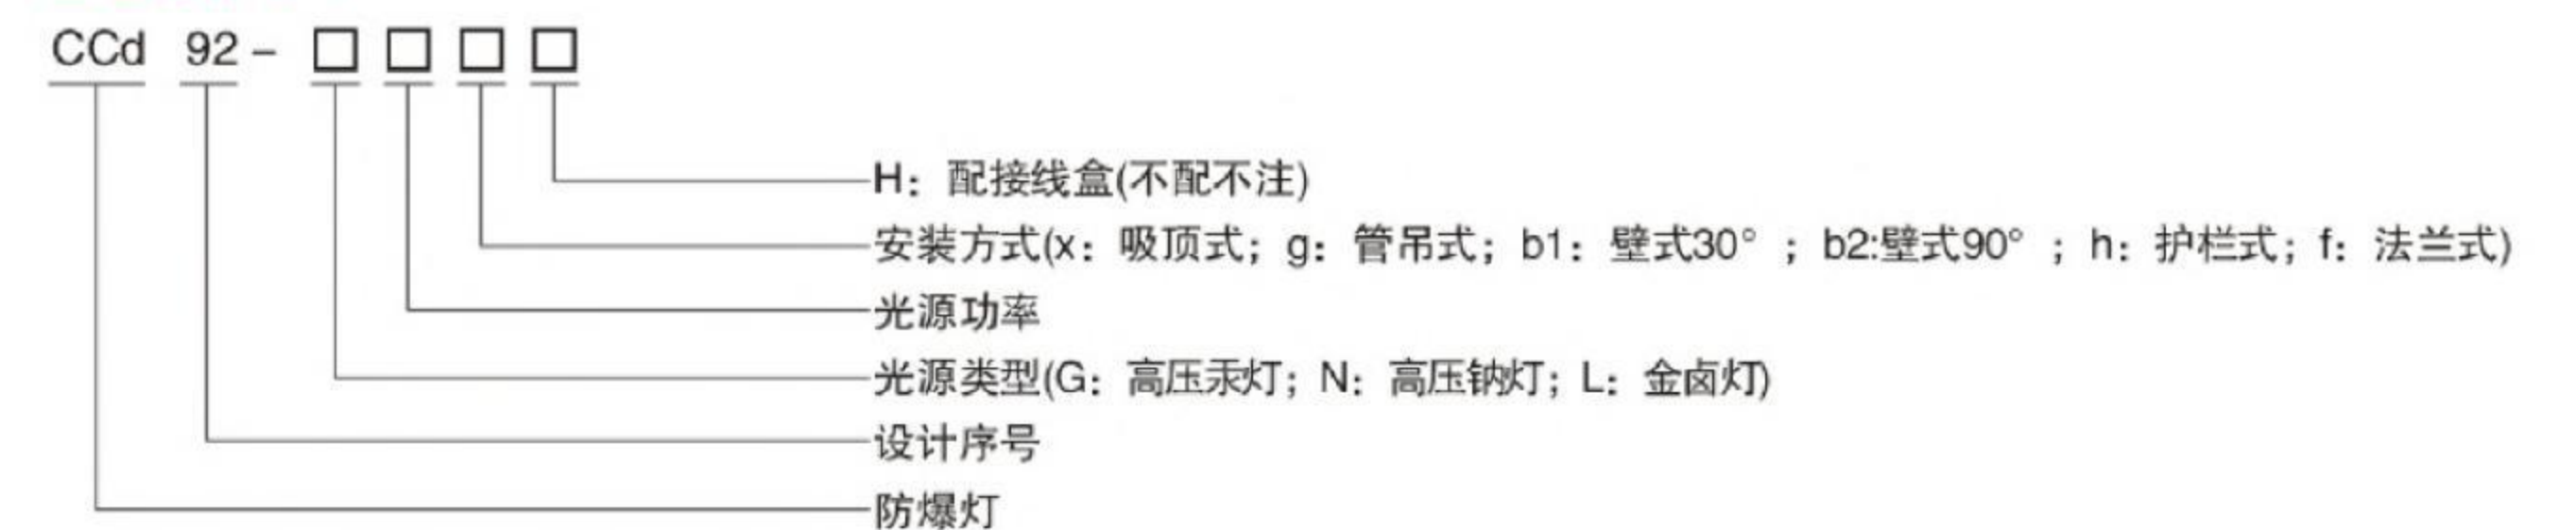 CCd 92 - □ □ □ □
H：配接线盒(不配不注)
安装方式(x：吸顶式；g：管吊式；b1：壁式30°；b2:壁式90°；h：护栏式；f：法兰式)
光源功率
光源类型(G：高压汞灯；N：高压钠灯；L：金卤灯)
设计序号
防爆灯